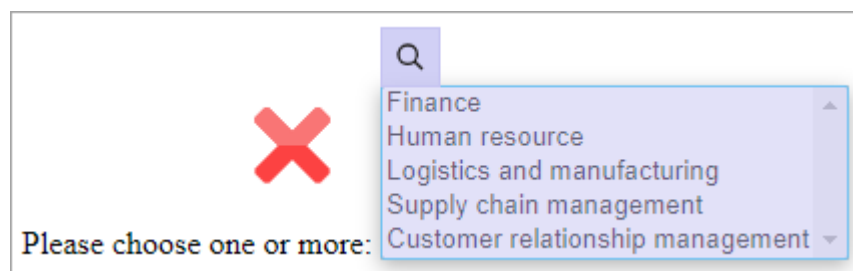 Finance
Human resource
Logistics and manufacturing
Supply chain management
Please choose one or more: Customer relationship management